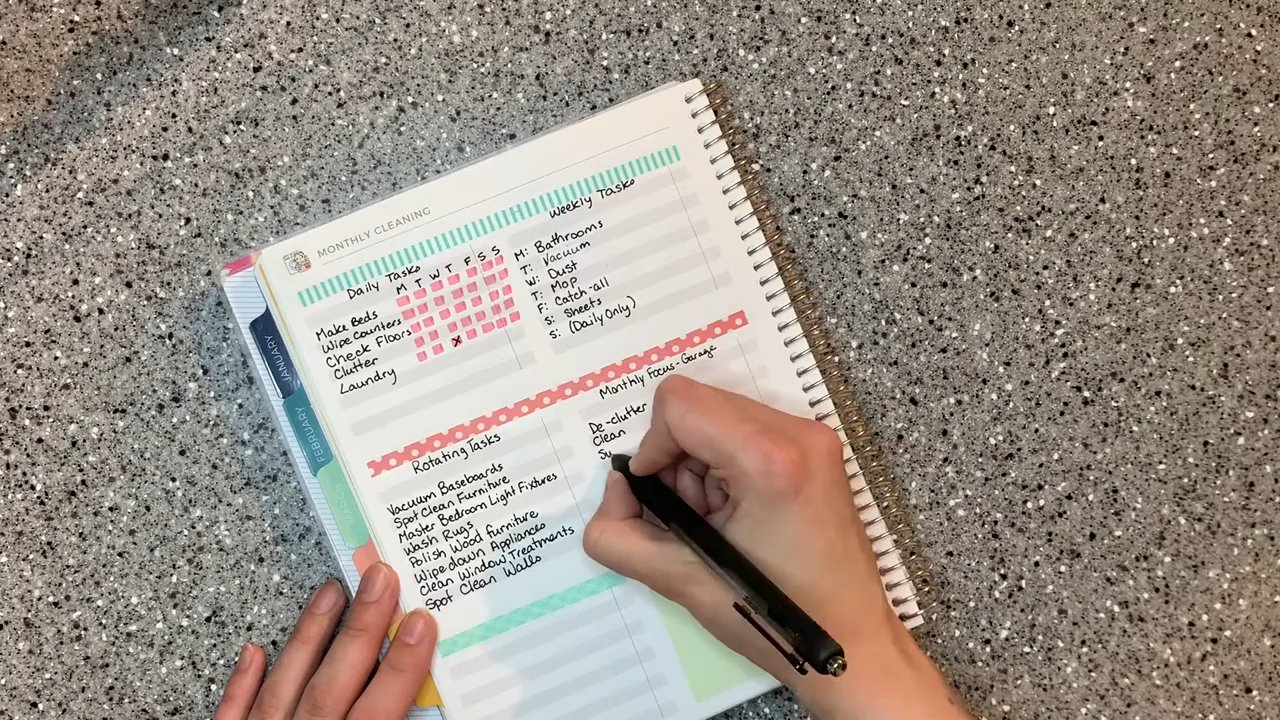 MONTHLY CLEANING
Daily Tasks
M T W T F S S
Make Beds
Wipe counters
Check Floors
Clutter
Laundry
Weekly Tasks
M: Bathrooms
T: Vacuum
W: Dust
T: Mop
F: Catch-all
S: Sheets
S: (Daily Only)
Rotating Tasks
Vacuum Baseboards
Spot Clean Furniture
Master Bedroom Light Fixtures
Wash Rugs
Polish Wood furniture
Wipe down Appliances
Clean Window Treatments
Spot Clean Walls
Monthly Focus-Garage
De-clutter
Clean
Sw
JANUARY
FEBRUARY